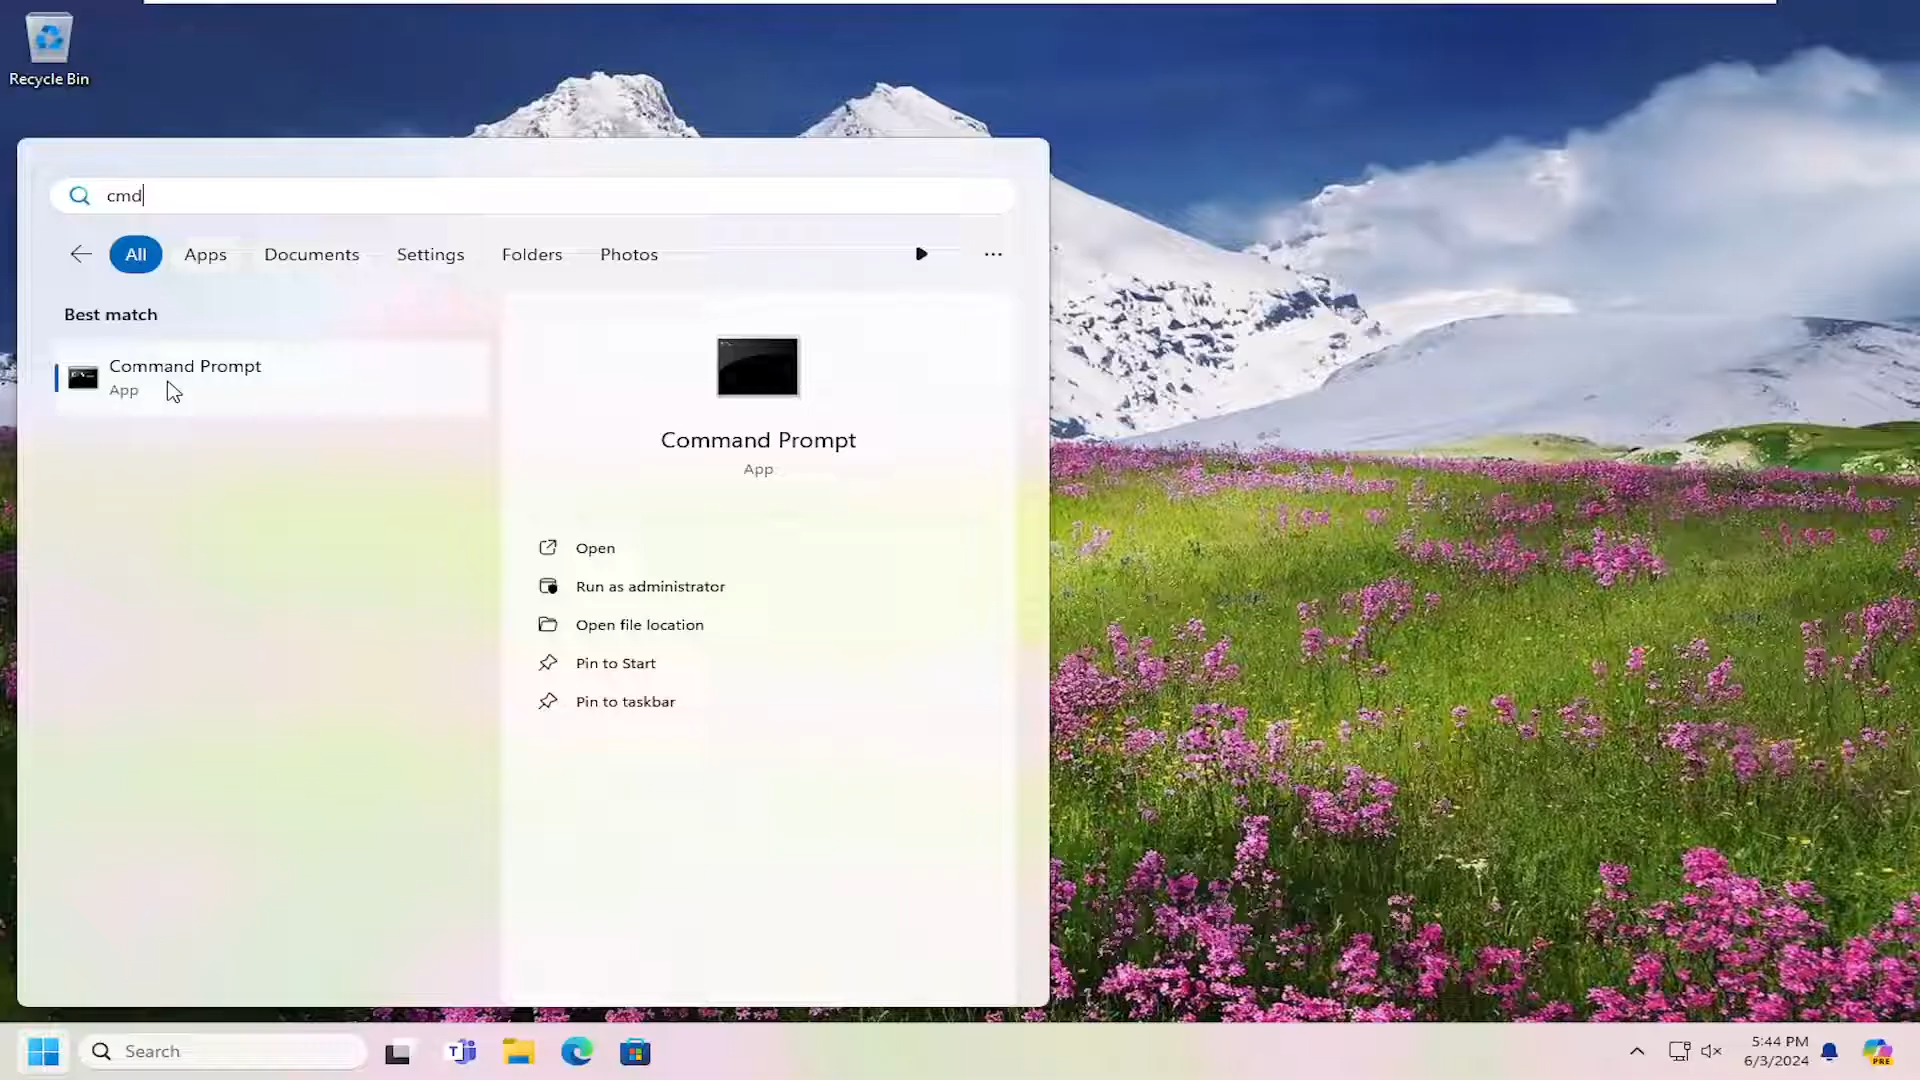 Recycle Bin
cmd
All Apps Documents Settings Folders Photos
Best match
Command Prompt
App
Command Prompt
App
Open
Run as administrator
Open file location
Pin to Start
Pin to taskbar
Search
5:44 PM
6/3/2024
PRE